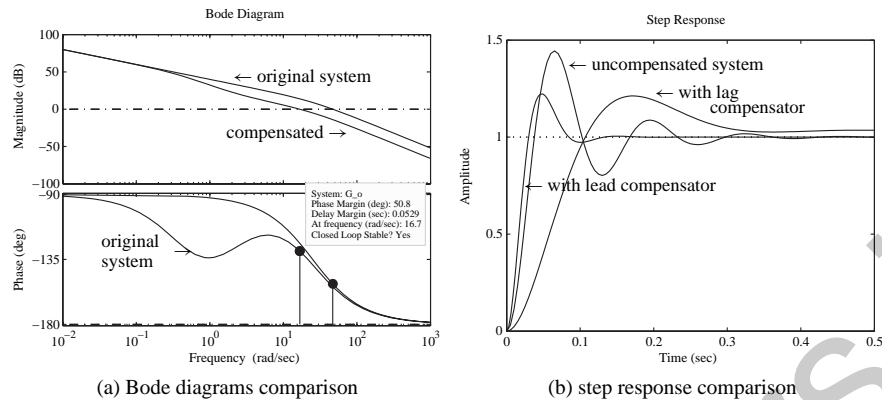 Bode Diagram
100
50
0
−50
−100
Magnitude (dB)
← original system
compensated ←
−90
−135
−180
Phase (deg)
original
system →
System: G_o
Phase Margin (deg): 50.8
Delay Margin (sec): 0.0529
At frequency (rad/sec): 16.7
Closed Loop Stable? Yes
10^−2 10^−1 10^0 10^1 10^2 10^3
Frequency (rad/sec)
(a) Bode diagrams comparison
Step Response
1.5
1
0.5
0
Amplitude
← uncompensated system
← with lag
compensator
← with lead compensator
0 0.1 0.2 0.3 0.4 0.5
Time (sec)
(b) step response comparison